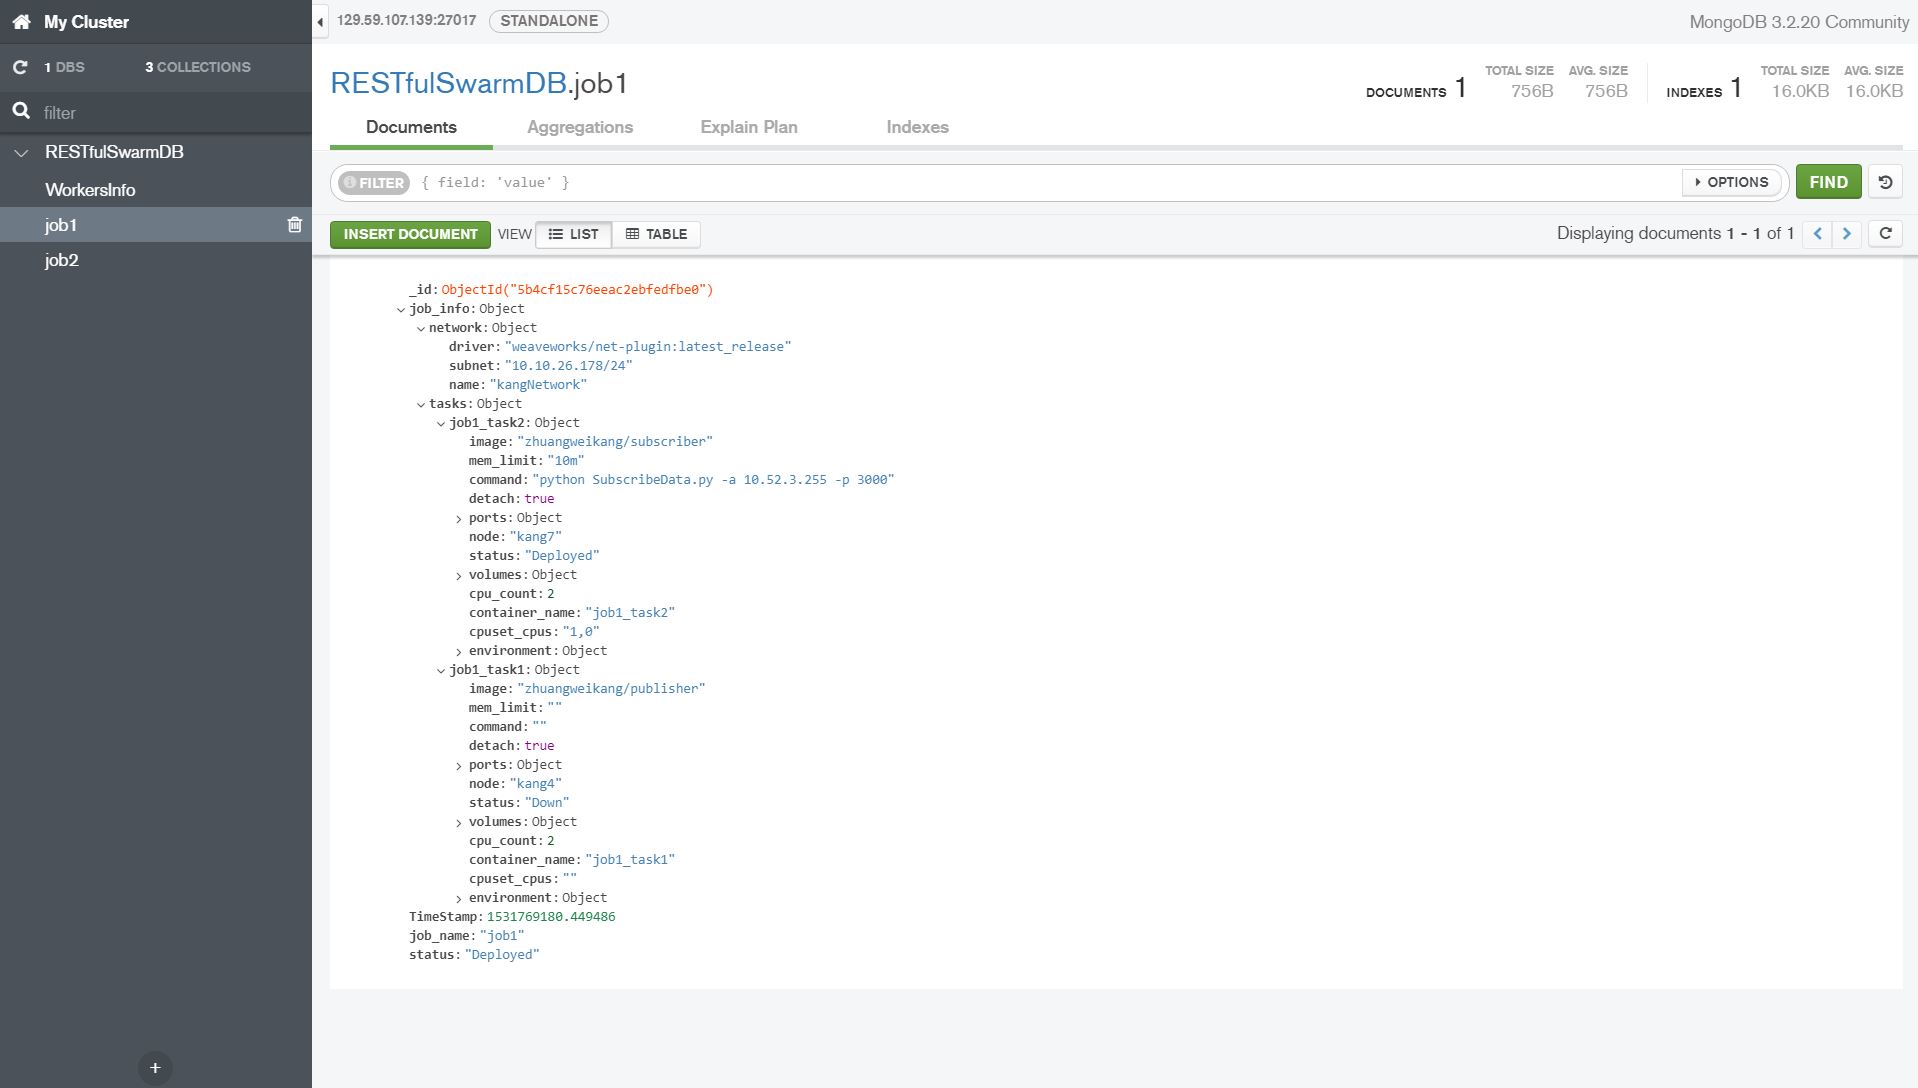 My Cluster
129.59.107.139:27017 STANDALONE
MongoDB 3.2.20 Community
1 DBS 3 COLLECTIONS
filter
RESTfulSwarmDB
WorkersInfo
job1
job2
RESTfulSwarmDB.job1
DOCUMENTS 1 TOTAL SIZE 756B AVG. SIZE 756B INDEXES 1 TOTAL SIZE 16.0KB AVG. SIZE 16.0KB
Documents Aggregations Explain Plan Indexes
FILTER { field: 'value' } OPTIONS FIND
INSERT DOCUMENT VIEW LIST TABLE Displaying documents 1 - 1 of 1
_id: ObjectId("5b4cf15c76eeac2ebfedfbe0")
job_info: Object
network: Object
driver: "weaveworks/net-plugin:latest_release"
subnet: "10.10.26.178/24"
name: "kangNetwork"
tasks: Object
job1_task2: Object
image: "zhuangweikang/subscriber"
mem_limit: "10m"
command: "python SubscribeData.py -a 10.52.3.255 -p 3000"
detach: true
ports: Object
node: "kang7"
status: "Deployed"
volumes: Object
cpu_count: 2
container_name: "job1_task2"
cpuset_cpus: "1,0"
environment: Object
job1_task1: Object
image: "zhuangweikang/publisher"
mem_limit: ""
command: ""
detach: true
ports: Object
node: "kang4"
status: "Down"
volumes: Object
cpu_count: 2
container_name: "job1_task1"
cpuset_cpus: ""
environment: Object
TimeStamp: 1531769180.449486
job_name: "job1"
status: "Deployed"